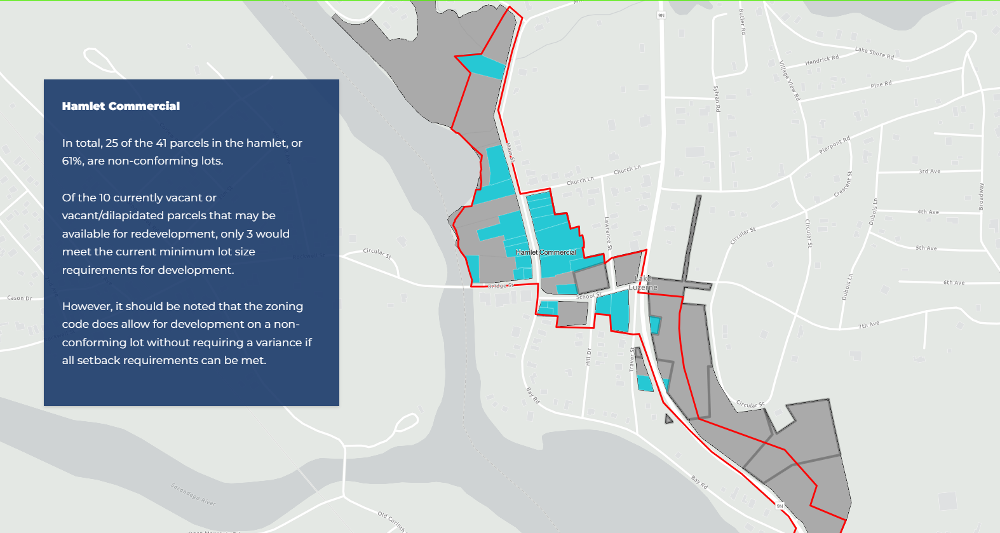 Hamlet Commercial
In total, 25 of the 41 parcels in the hamlet, or
61%, are non-conforming lots.
Of the 10 currently vacant or
vacant/dilapidated parcels that may be
available for redevelopment, only 3 would
meet the current minimum lot size
requirements for development.
However, it should be noted that the zoning
code does allow for development on a non-
conforming lot without requiring a variance if
all setback requirements can be met.
9N
Butler Rd
Lake Shore Rd
Hendrick Rd
Village View Rd
Pine Rd
Sylvan Rd
Main St
Pierpont Rd
Church Ln
Church Ln
3rd Ave
Crescent St
Broadway
Dubois Ln
4th Ave
Lawrence St
Circular St
Circular St
5th Ave
Circular St
Hamlet Commercial
Lake
Luzerne
6th Ave
Bridge St
School St
Dubois Ln
Cason Dr
7th Ave
Hill Dr
Traver St
Bay Rd
Circular St
Bay Rd
Sacandaga River
9N
Old Corinth